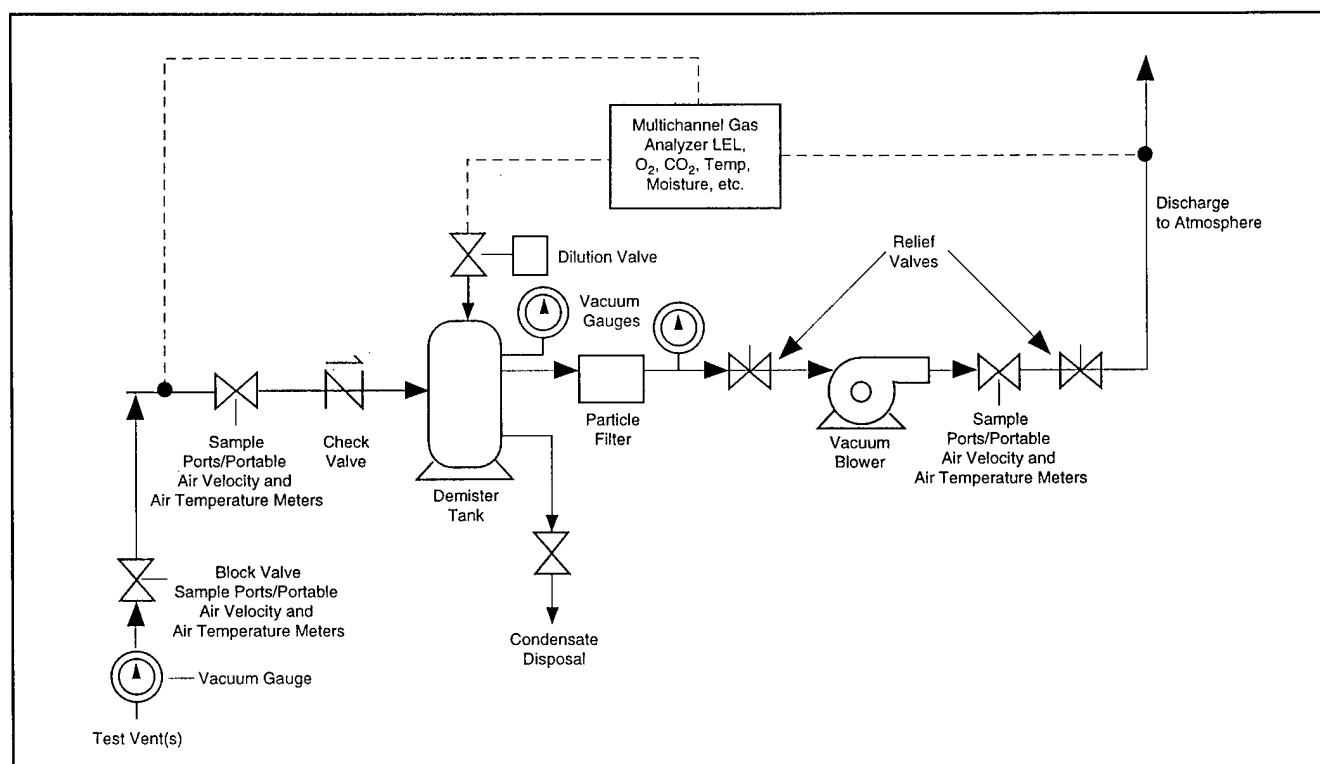 Multichannel Gas
Analyzer LEL,
O2, CO2, Temp,
Moisture, etc.
Discharge
to Atmosphere
Relief
Valves
Dilution Valve
Vacuum
Gauges
Sample
Ports/Portable
Air Velocity and
Air Temperature Meters
Check
Valve
Demister
Tank
Particle
Filter
Vacuum
Blower
Sample
Ports/Portable
Air Velocity and
Air Temperature Meters
Block Valve
Sample Ports/Portable
Air Velocity and
Air Temperature Meters
Condensate
Disposal
Vacuum Gauge
Test Vent(s)